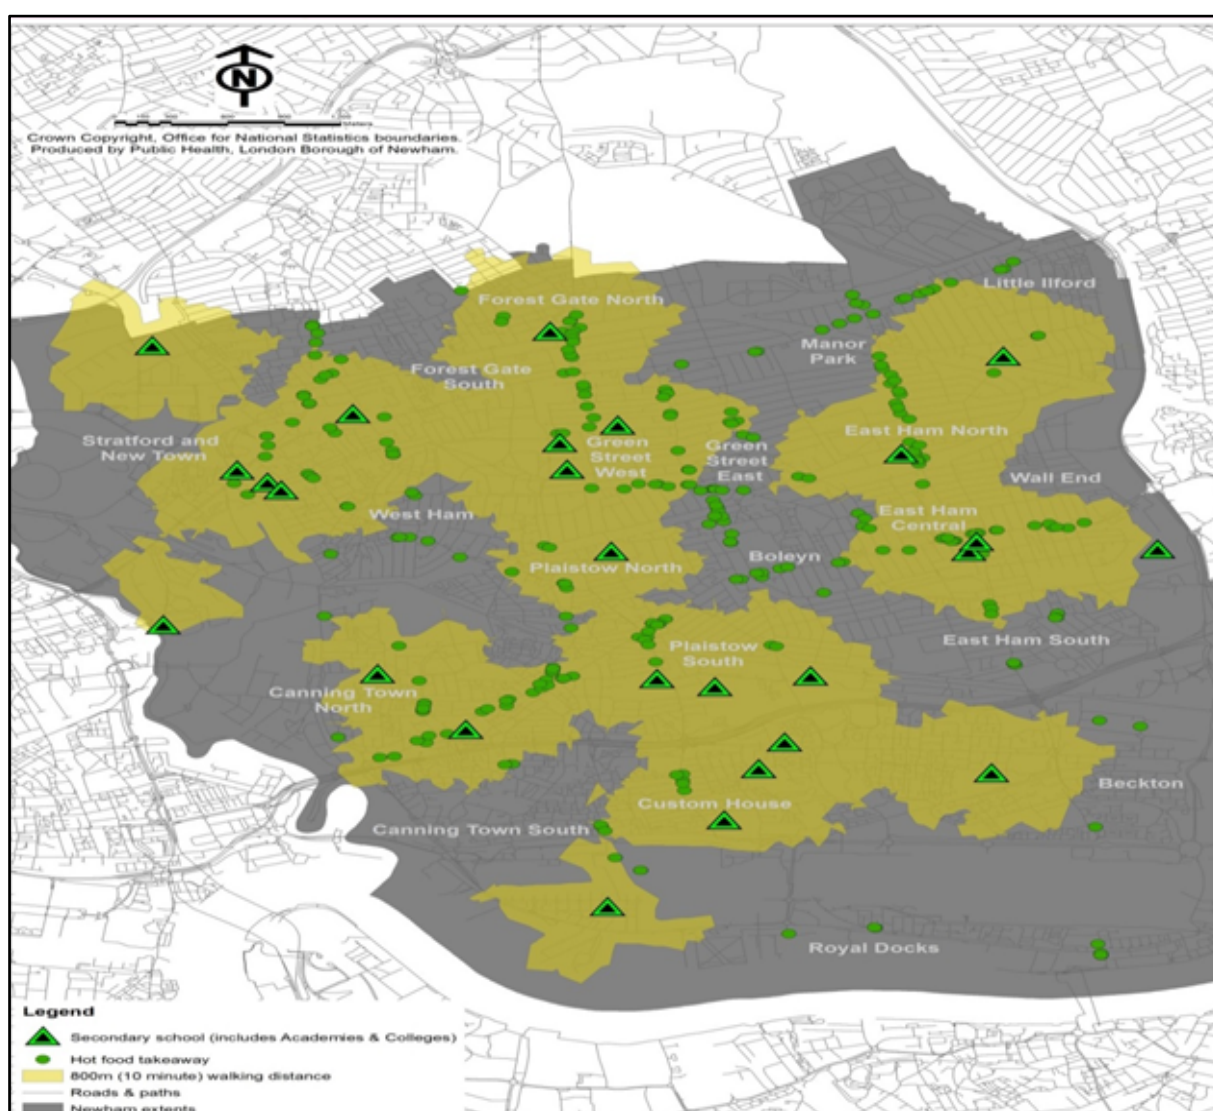 N
Crown Copyright, Office for National Statistics boundaries.
Produced by Public Health, London Borough of Newham.
Little Ilford
Forest Gate North
Manor
Park
Forest Gate
South
East Ham North
Stratford and
New Town
Green
Street
West
Green
Street
East
Wall End
West Ham
East Ham
Central
Boleyn
Plaistow North
East Ham South
Plaistow
South
Canning Town
North
Beckton
Custom House
Canning Town South
Royal Docks
Legend
Secondary school (includes Academies & Colleges)
Hot food takeaway
800m (10 minute) walking distance
Roads & paths
Newham extents